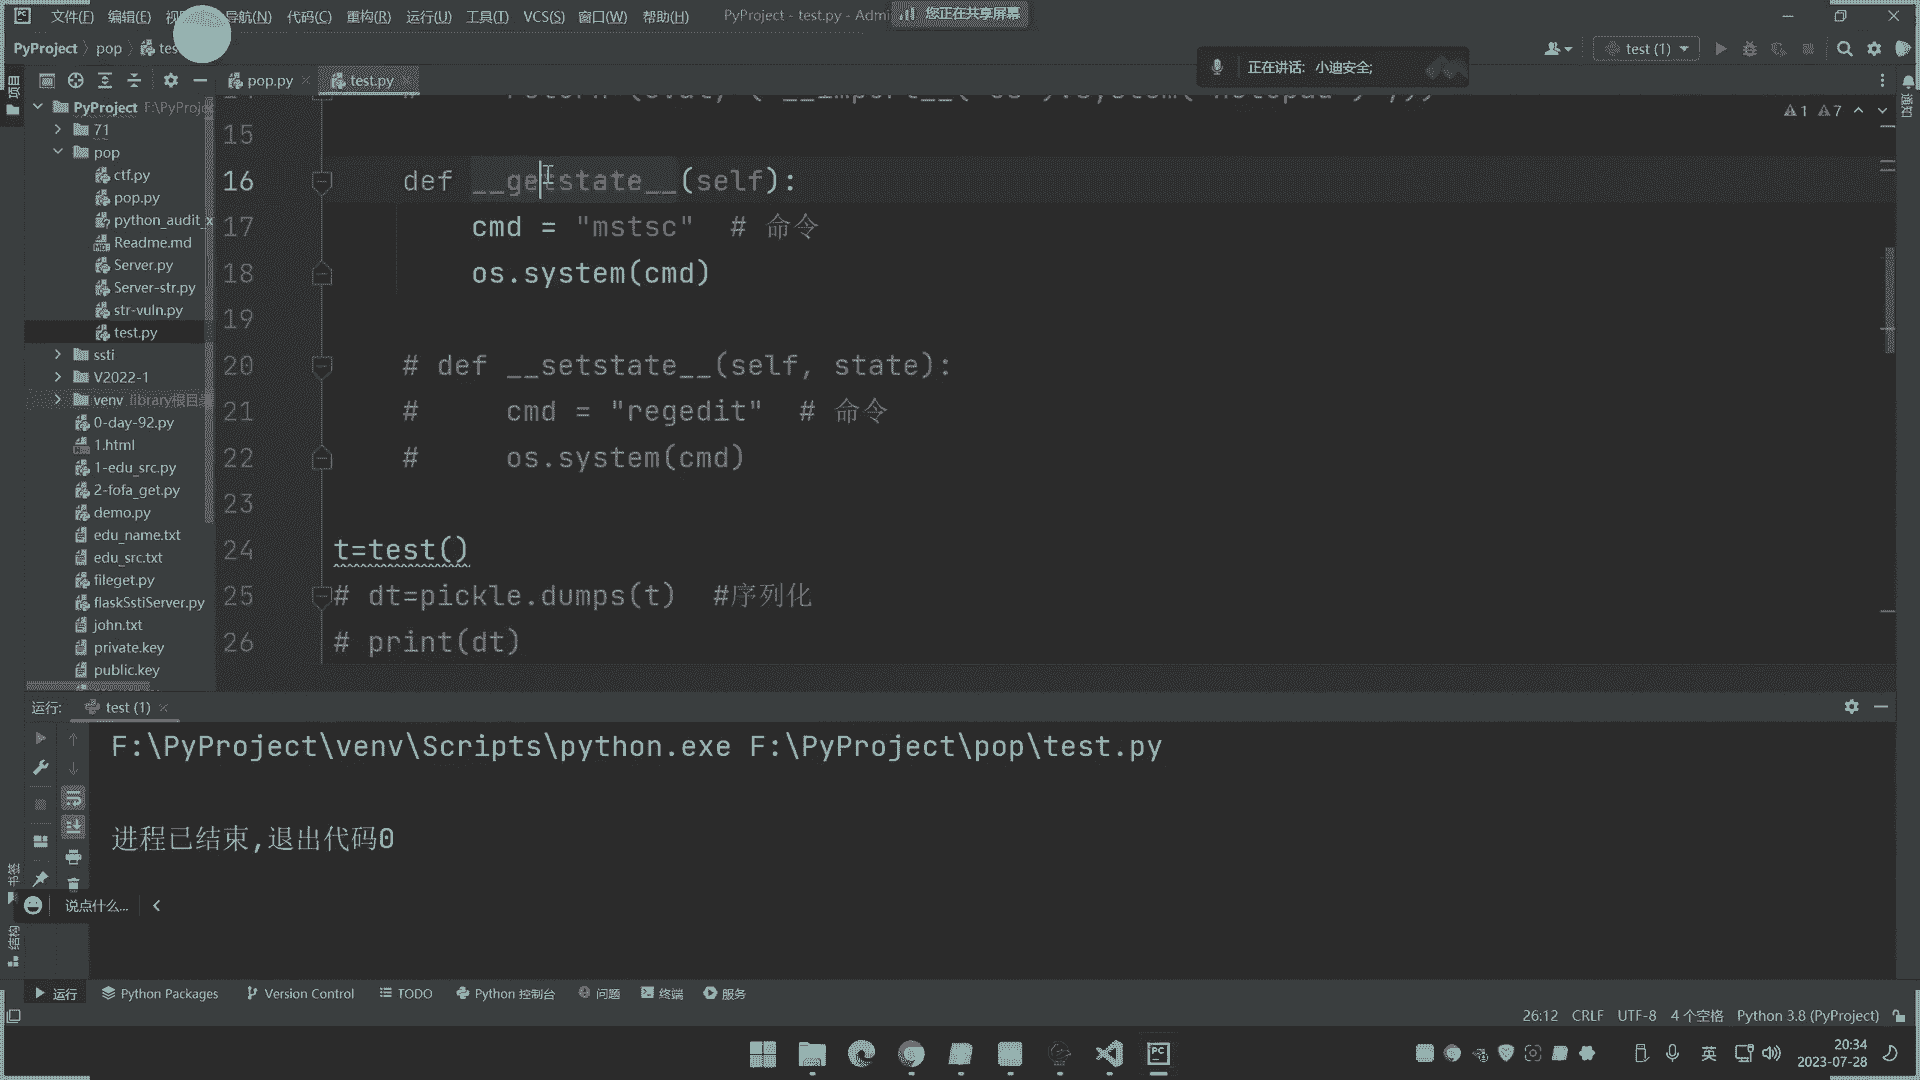 文件(F) 编辑(E) 导航(N) 代码(C) 重构(R) 运行(U) 工具(T) VCS(S) 窗口(W) 帮助(H) PyProject - test.py - Admi 您正在共享屏幕
PyProject pop tes test (1)
正在讲话: 小迪安全;
pop.py test.py
项目
通知
PyProject F:\PyProjec
71
pop
ctf.py
pop.py
python_audit_x
Readme.md
Server.py
Server-str.py
str-vuln.py
test.py
ssti
V2022-1
venv library根目
0-day-92.py
1.html
1-edu_src.py
2-fofa_get.py
demo.py
edu_name.txt
edu_src.txt
fileget.py
flaskSstiServer.py
john.txt
private.key
public.key
1 7
15
16 def __getstate__(self):
17 cmd = "mstsc" # 命令
18 os.system(cmd)
19
20 # def __setstate__(self, state):
21 # cmd = "regedit" # 命令
22 # os.system(cmd)
23
24 t=test()
25 # dt=pickle.dumps(t) #序列化
26 # print(dt)
运行: test (1)
F:\PyProject\venv\Scripts\python.exe F:\PyProject\pop\test.py
进程已结束,退出代码0
书签
说点什么...
结构
运行 Python Packages Version Control TODO Python 控制台 问题 终端 服务
26:12 CRLF UTF-8 4 个空格 Python 3.8 (PyProject)
英 20:34
2023-07-28